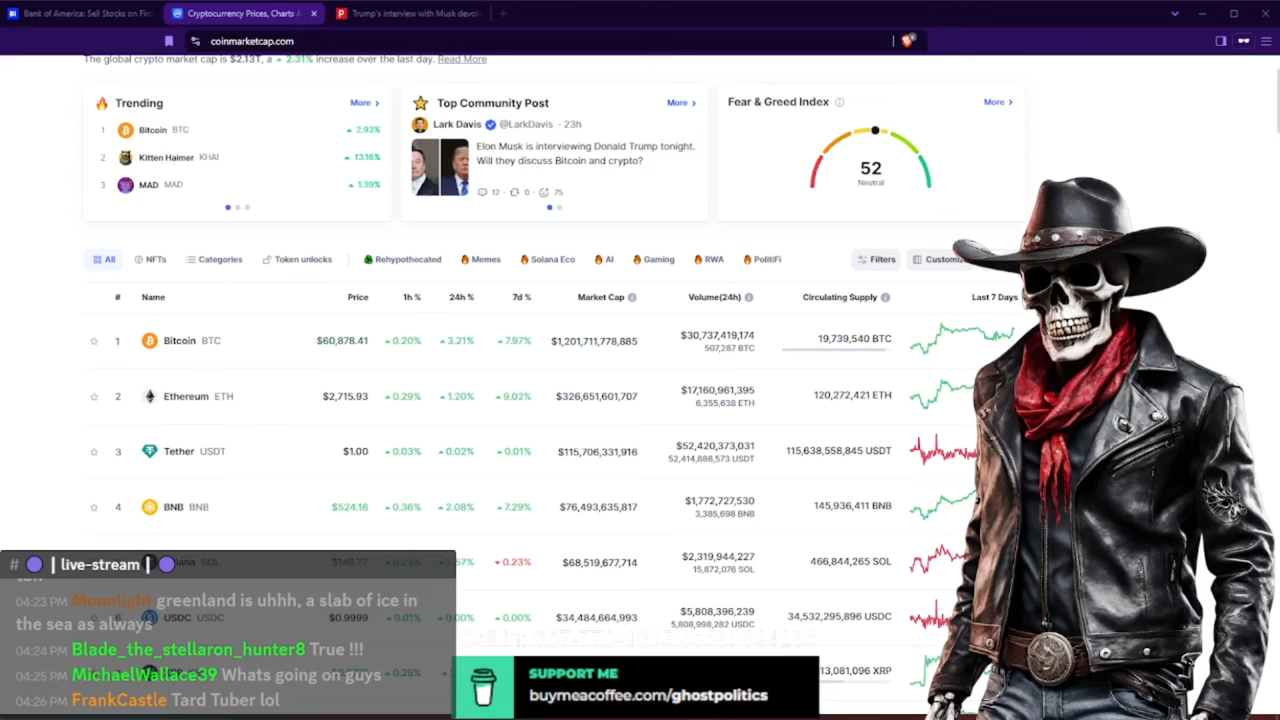 Bank of America: Sell Stocks on Firs
Cryptocurrency Prices, Charts A
Trump's interview with Musk devolv
coinmarketcap.com
The global crypto market cap is $2.13T, a 2.31% increase over the last day. Read More
Trending More
1 Bitcoin BTC 2.93%
2 Kitten Haimer KHAI 13.16%
3 MAD MAD 1.39%
Top Community Post More
Lark Davis @LarkDavis · 23h
Elon Musk is interviewing Donald Trump tonight.
Will they discuss Bitcoin and crypto?
12 · 0 · 75
Fear & Greed Index More
52
Neutral
All NFTs Categories Token unlocks Rehypothecated Memes Solana Eco AI Gaming RWA PolitiFi Filters Customiz
# Name Price 1h % 24h % 7d % Market Cap Volume(24h) Circulating Supply Last 7 Days
1 Bitcoin BTC $60,878.41 0.20% 3.21% 7.97% $1,201,711,778,885 $30,737,419,174 19,739,540 BTC
507,287 BTC
2 Ethereum ETH $2,715.93 0.29% 1.20% 9.02% $326,651,601,707 $17,160,961,395 120,272,421 ETH
6,355,638 ETH
3 Tether USDT $1.00 0.03% 0.02% 0.01% $115,706,331,916 $52,420,373,031 115,638,558,845 USDT
52,414,886,573 USDT
4 BNB BNB $524.16 0.36% 2.08% 7.29% $76,493,635,817 $1,772,727,530 145,936,411 BNB
3,385,698 BNB
SOL 0.23% $68,519,677,714 $2,319,944,227 466,844,265 SOL
15,872,076 SOL
6 USDC USDC $0.9999 0.01% 0.00% 0.00% $34,484,664,993 $5,808,396,239 34,532,295,896 USDC
5,808,998,282 USDC
0.26% 13,081,096 XRP
# | live-stream |
04:23 PM Moonlight greenland is uhhh, a slab of ice in
the sea as always
04:24 PM Blade_the_stellaron_hunter8 True !!!
04:25 PM MichaelWallace39 Whats going on guys
04:26 PM FrankCastle Tard Tuber lol
SUPPORT ME
buymeacoffee.com/ghostpolitics